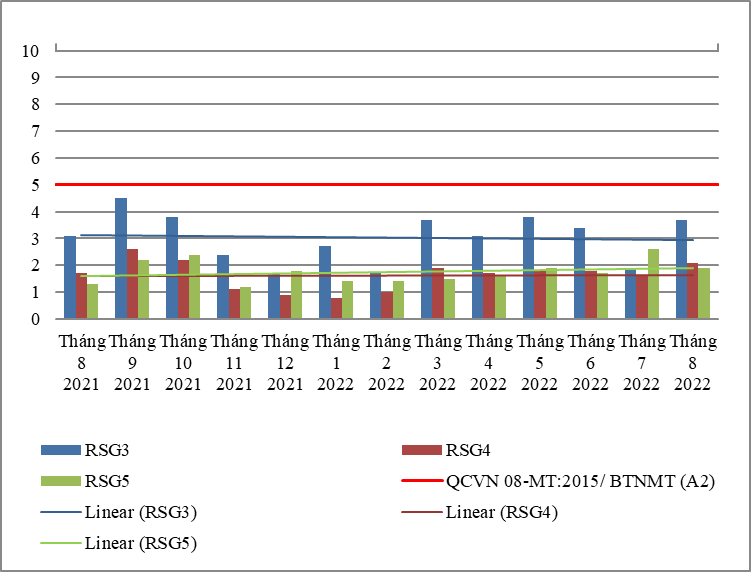 10
9
8
7
6
5
4
3
2
1
0
Tháng Tháng Tháng Tháng Tháng Tháng Tháng Tháng Tháng Tháng Tháng Tháng Tháng
8 9 10 11 12 1 2 3 4 5 6 7 8
2021 2021 2021 2021 2021 2022 2022 2022 2022 2022 2022 2022 2022
RSG3 RSG4
RSG5 QCVN 08-MT:2015/ BTNMT (A2)
Linear (RSG3) Linear (RSG4)
Linear (RSG5)